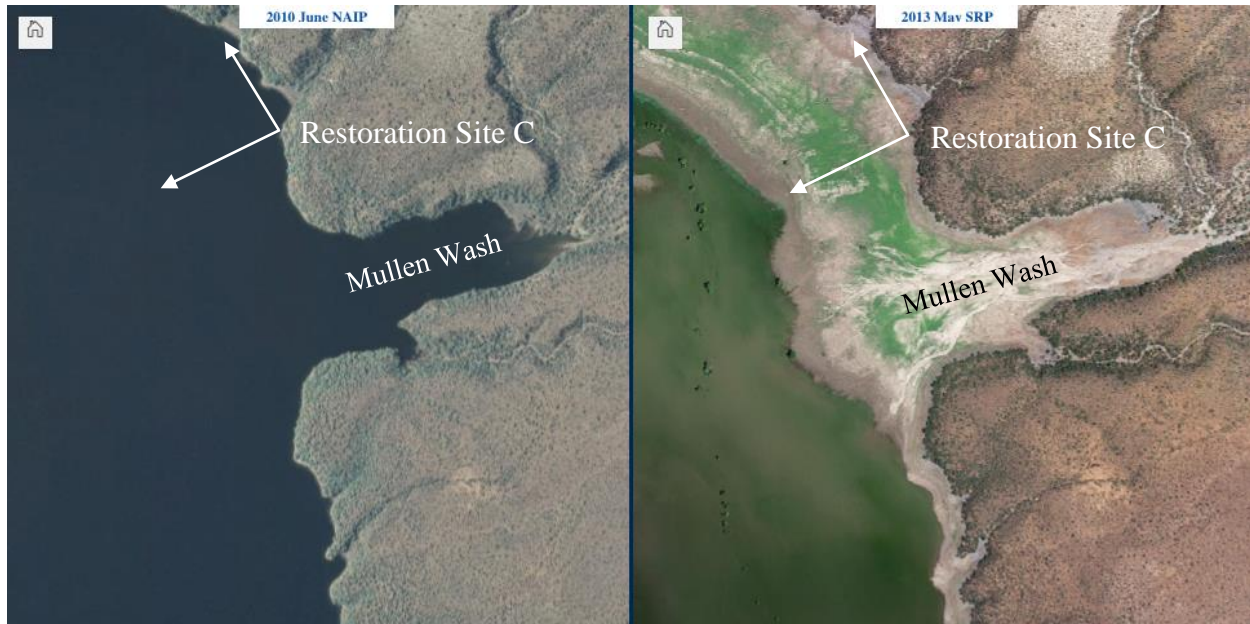 2010 June NAIP
Restoration Site C
Mullen Wash
2013 May SRP
Restoration Site C
Mullen Wash